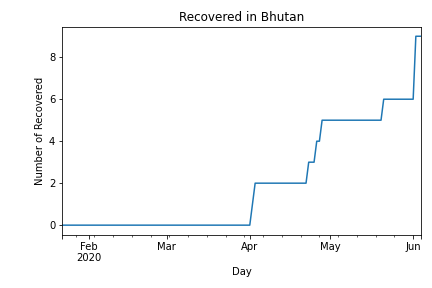 Recovered in Bhutan
Number of Recovered
8
6
4
2
0
Feb
2020
Mar
Apr
May
Jun
Day